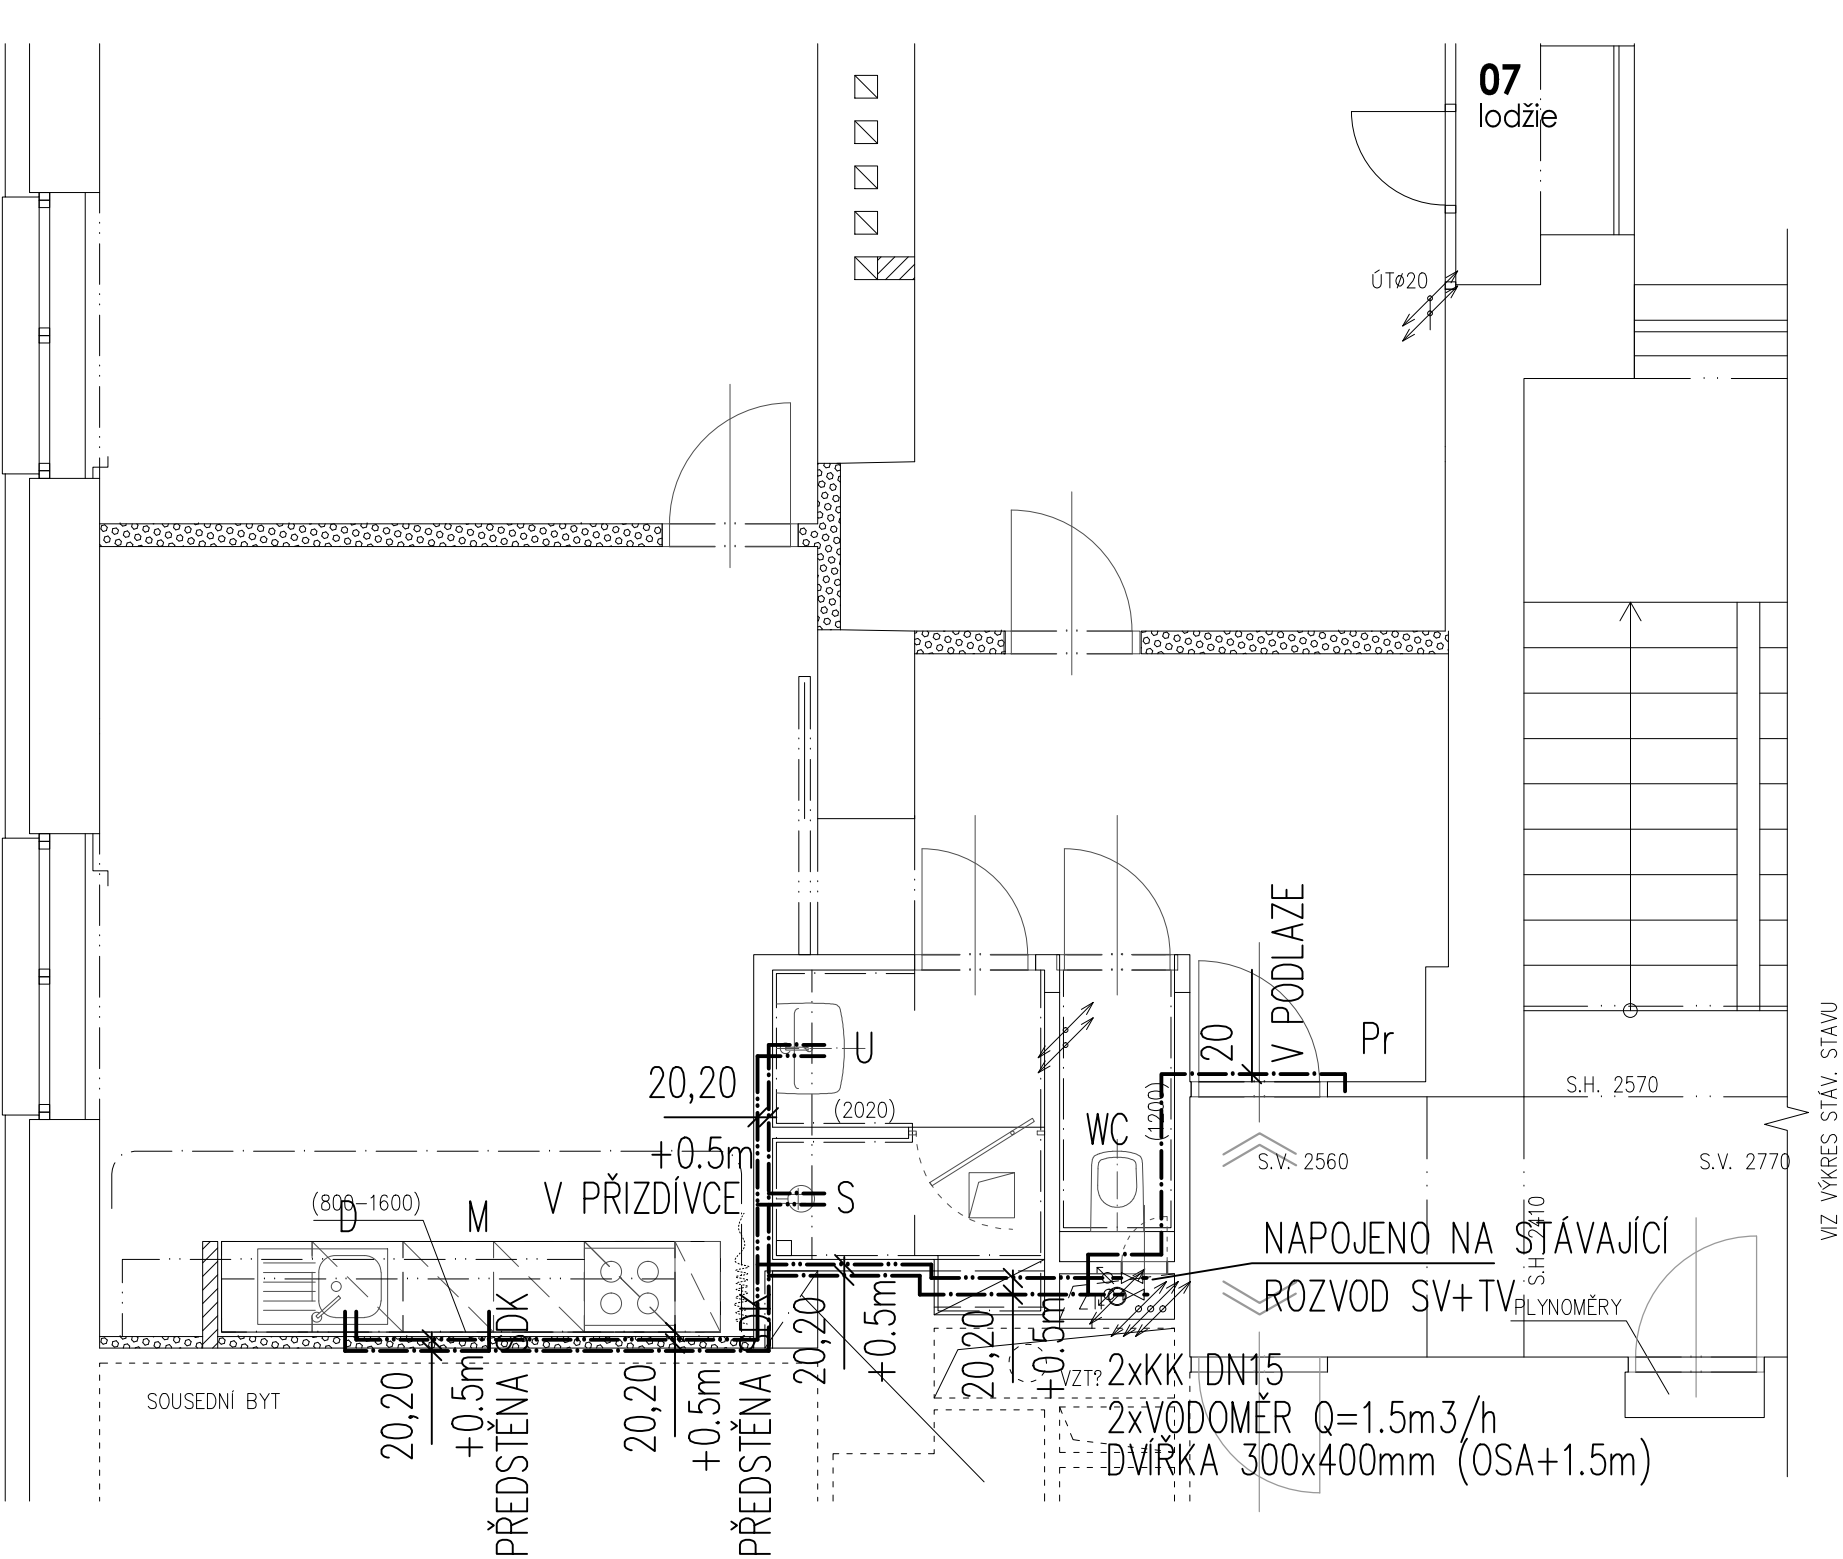 07
lodžie
ÚTø20
V PODLAZE
20
Pr
U
20,20
+0.5m
V PŘIZDÍVCE
(2020)
S
WC
(1200)
S.H. 2570
S.V. 2560
S.V. 2770
S.H. 2410
VIZ VÝKRES STÁV. STAVU
(800-1600)
D
M
NAPOJENO NA STÁVAJÍCÍ
ROZVOD SV+TV
PLYNOMĚRY
SOUSEDNÍ BYT
20,20
+0.5m
PŘEDSTĚNA SDK
20,20
+0.5m
PŘEDSTĚNA SDK
20,20
+0.5m
20,20
+0.5m
VZT?
2xKK DN15
2xVODOMĚR Q=1.5m3/h
DVÍŘKA 300x400mm (OSA+1.5m)